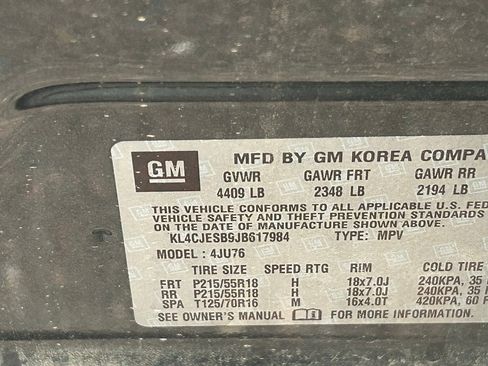 GM
MFD BY GM KOREA COMPA
GVWR GAWR FRT GAWR RR
4409 LB 2348 LB 2194 LB
THIS VEHICLE CONFORMS TO ALL APPLICABLE U.S. FED
VEHICLE SAFETY AND THEFT PREVENTION STANDARDS
ON THE DATE OF MANUFACTURE SHOWN ABOVE.
KL4CJESB9JB617984 TYPE: MPV
MODEL : 4JU76
TIRE SIZE SPEED RTG RIM COLD TIRE
FRT P215/55R18 H 18x7.0J 240KPA, 35
RR P215/55R18 H 18x7.0J 240KPA, 35
SPA T125/70R16 M 16x4.0T 420KPA, 60
SEE OWNER'S MANUAL FOR MORE INFORMATION.